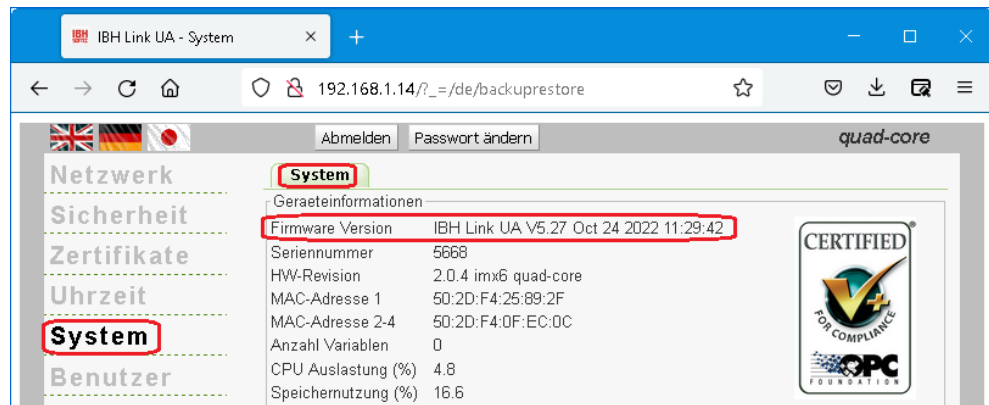 IBH Link UA - System
192.168.1.14/?_=/de/backuprestore
Abmelden Passwort ändern quad-core
Netzwerk
Sicherheit
Zertifikate
Uhrzeit
System
Benutzer
System
Geraeteinformationen
Firmware Version IBH Link UA V5.27 Oct 24 2022 11:29:42
Seriennummer 5668
HW-Revision 2.0.4 imx6 quad-core
MAC-Adresse 1 50:2D:F4:25:89:2F
MAC-Adresse 2-4 50:2D:F4:0F:EC:0C
Anzahl Variablen 0
CPU Auslastung (%) 4.8
Speichernutzung (%) 16.6
CERTIFIED
V+
FOR COMPLIANCE
OPC
FOUNDATION